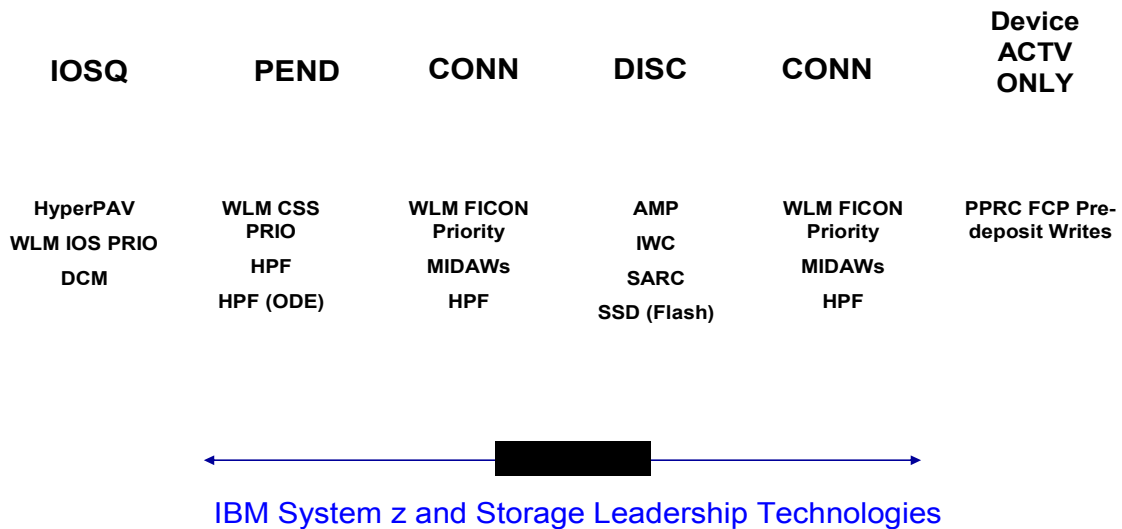 IOSQ
PEND
CONN
DISC
CONN
Device
ACTV
ONLY
HyperPAV
WLM IOS PRIO
DCM
WLM CSS
PRIO
HPF
HPF (ODE)
WLM FICON
Priority
MIDAWs
HPF
AMP
IWC
SARC
SSD (Flash)
WLM FICON
Priority
MIDAWs
HPF
PPRC FCP Pre-
deposit Writes
IBM System z and Storage Leadership Technologies